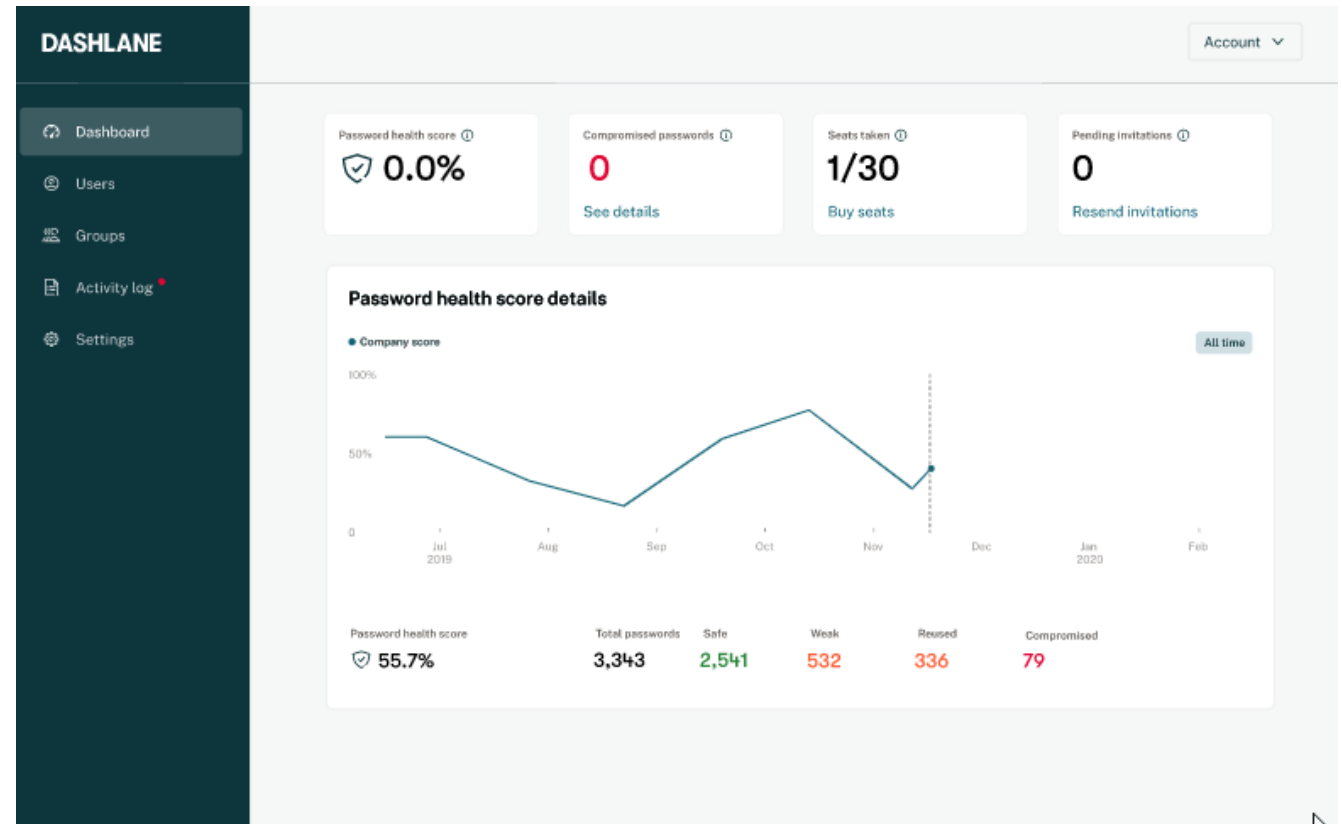 DASHLANE
Account
Dashboard
Users
Groups
Activity log
Settings
Password health score
0.0%
Compromised passwords
0
See details
Seats taken
1/30
Buy seats
Pending invitations
0
Resend invitations
Password health score details
Company score
All time
100%
50%
0
Jul Aug Sep Oct Nov Dec Jan Feb
2019 2020
Password health score Total passwords Safe Weak Reused Compromised
55.7% 3,343 2,541 532 336 79